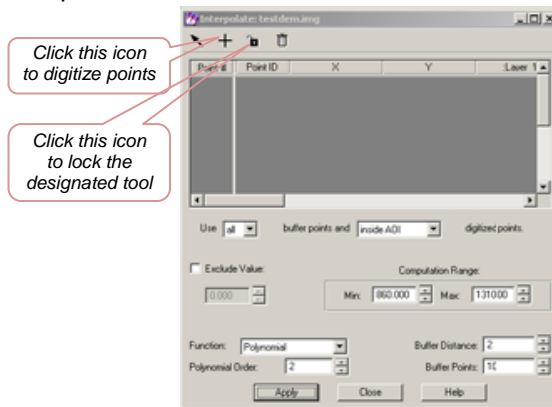 Interpolate: testdem.img
Click this icon
to digitize points
Point # Point ID X Y :Layer 1
Click this icon
to lock the
designated tool
Use all buffer points and inside AOI digitized points.
Exclude Value: Computation Range:
0.000 Min: 860.000 Max: 1310.00
Function: Polynomial Buffer Distance: 2
Polynomial Order: 2 Buffer Points:
Apply Close Help